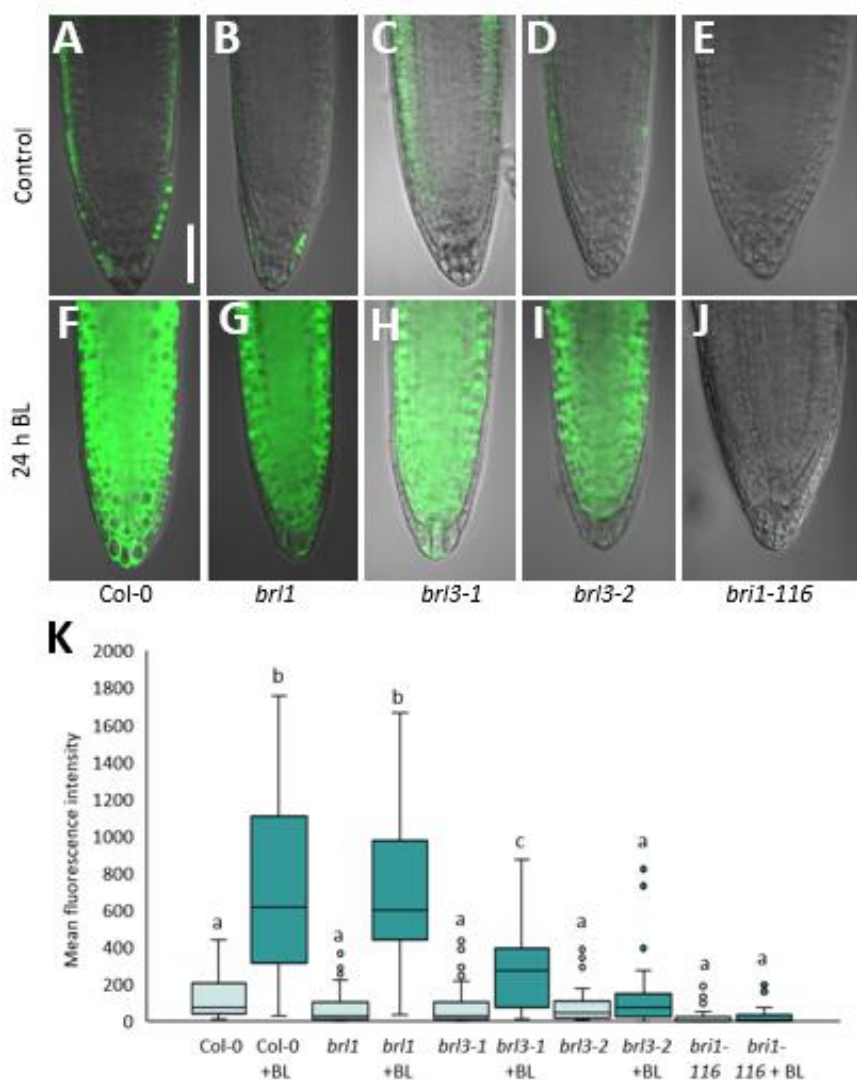 A B C D E
Control
F G H I J
24 h BL
Col-0 brl1 brl3-1 brl3-2 bri1-116
K
2000
1800
1600
1400
1200
1000
800
600
400
200
0
Mean fluorescence intensity
a b a b a c a a a a
Col-0 Col-0 brl1 brl1 brl3-1 brl3-1 brl3-2 brl3-2 bri1- bri1-
+BL +BL +BL +BL 116 116 + BL